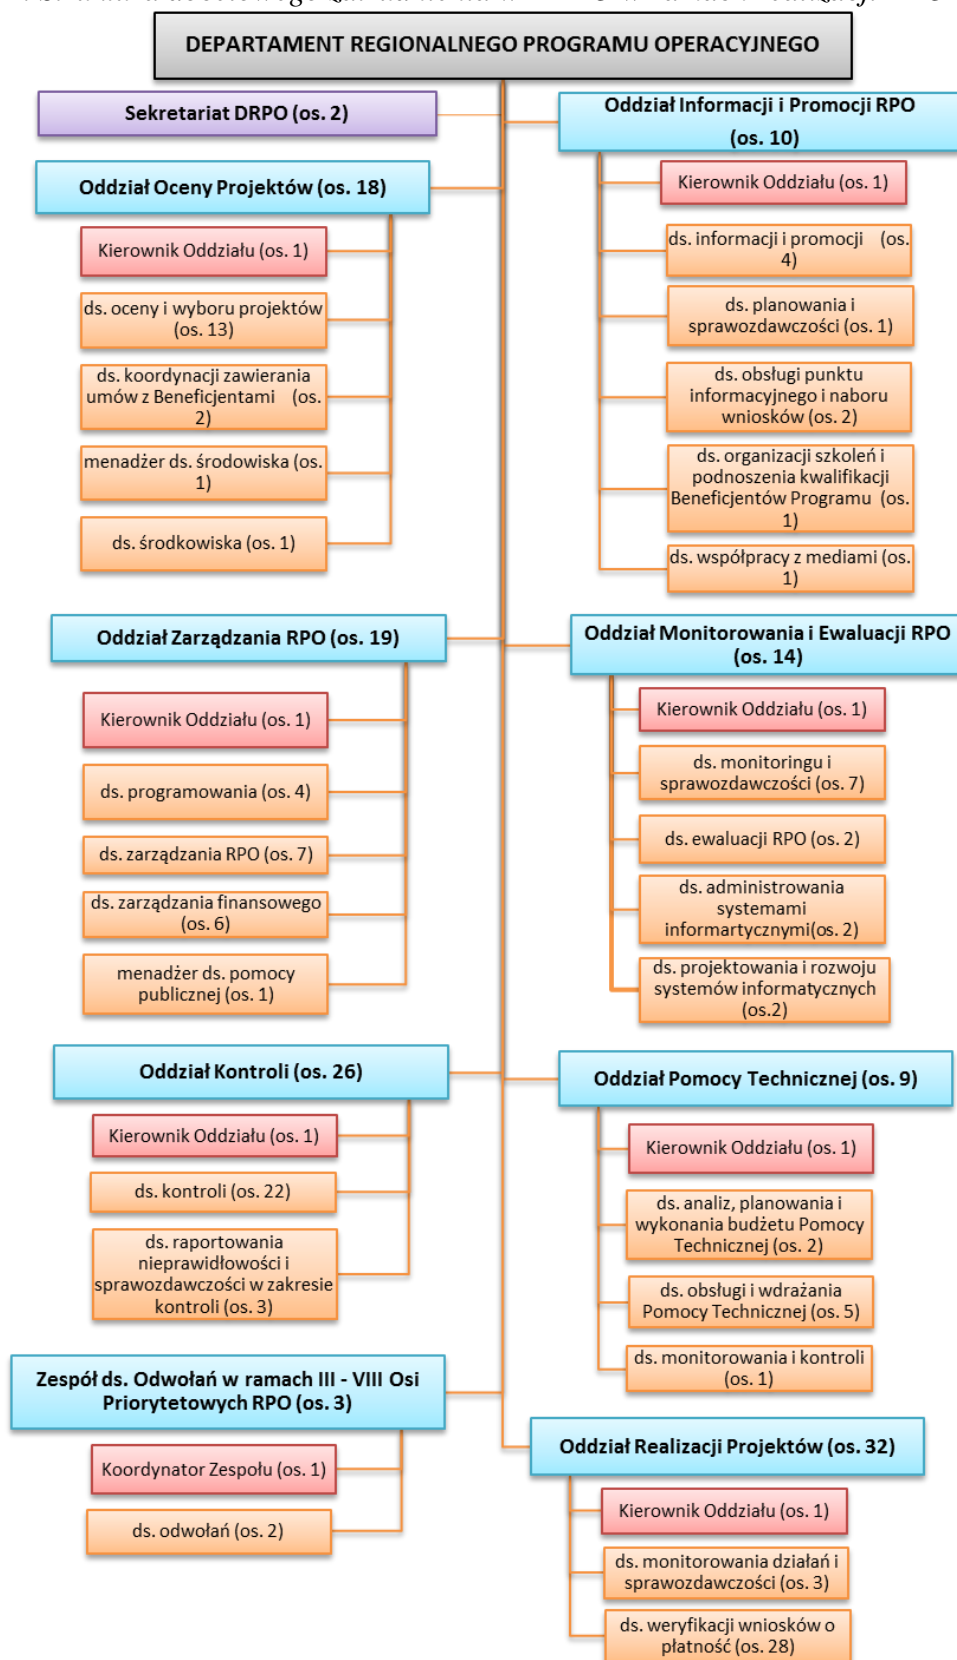 DEPARTAMENT REGIONALNEGO PROGRAMU OPERACYJNEGO
Sekretariat DRPO (os. 2)
Oddział Oceny Projektów (os. 18)
Kierownik Oddziału (os. 1)
ds. oceny i wyboru projektów
(os. 13)
ds. koordynacji zawierania
umów z Beneficjentami (os.
2)
menadżer ds. środowiska (os.
1)
ds. środkowiska (os. 1)
Oddział Informacji i Promocji RPO
(os. 10)
Kierownik Oddziału (os. 1)
ds. informacji i promocji (os.
4)
ds. planowania i
sprawozdawczości (os. 1)
ds. obsługi punktu
informacyjnego i naboru
wniosków (os. 2)
ds. organizacji szkoleń i
podnoszenia kwalifikacji
Beneficjentów Programu (os.
1)
ds. współpracy z mediami (os.
1)
Oddział Zarządzania RPO (os. 19)
Kierownik Oddziału (os. 1)
ds. programowania (os. 4)
ds. zarządzania RPO (os. 7)
ds. zarządzania finansowego
(os. 6)
menadżer ds. pomocy
publicznej (os. 1)
Oddział Monitorowania i Ewaluacji RPO
(os. 14)
Kierownik Oddziału (os. 1)
ds. monitoringu i
sprawozdawczości (os. 7)
ds. ewaluacji RPO (os. 2)
ds. administrowania
systemami
informartycznymi(os. 2)
ds. projektowania i rozwoju
systemów informatycznych
(os.2)
Oddział Kontroli (os. 26)
Kierownik Oddziału (os. 1)
ds. kontroli (os. 22)
ds. raportowania
nieprawidłowości i
sprawozdawczości w zakresie
kontroli (os. 3)
Oddział Pomocy Technicznej (os. 9)
Kierownik Oddziału (os. 1)
ds. analiz, planowania i
wykonania budżetu Pomocy
Technicznej (os. 2)
ds. obsługi i wdrażania
Pomocy Technicznej (os. 5)
ds. monitorowania i kontroli
(os. 1)
Zespół ds. Odwołań w ramach III - VIII Osi
Priorytetowych RPO (os. 3)
Koordynator Zespołu (os. 1)
ds. odwołań (os. 2)
Oddział Realizacji Projektów (os. 32)
Kierownik Oddziału (os. 1)
ds. monitorowania działań i
sprawozdawczości (os. 3)
ds. weryfikacji wniosków o
płatność (os. 28)